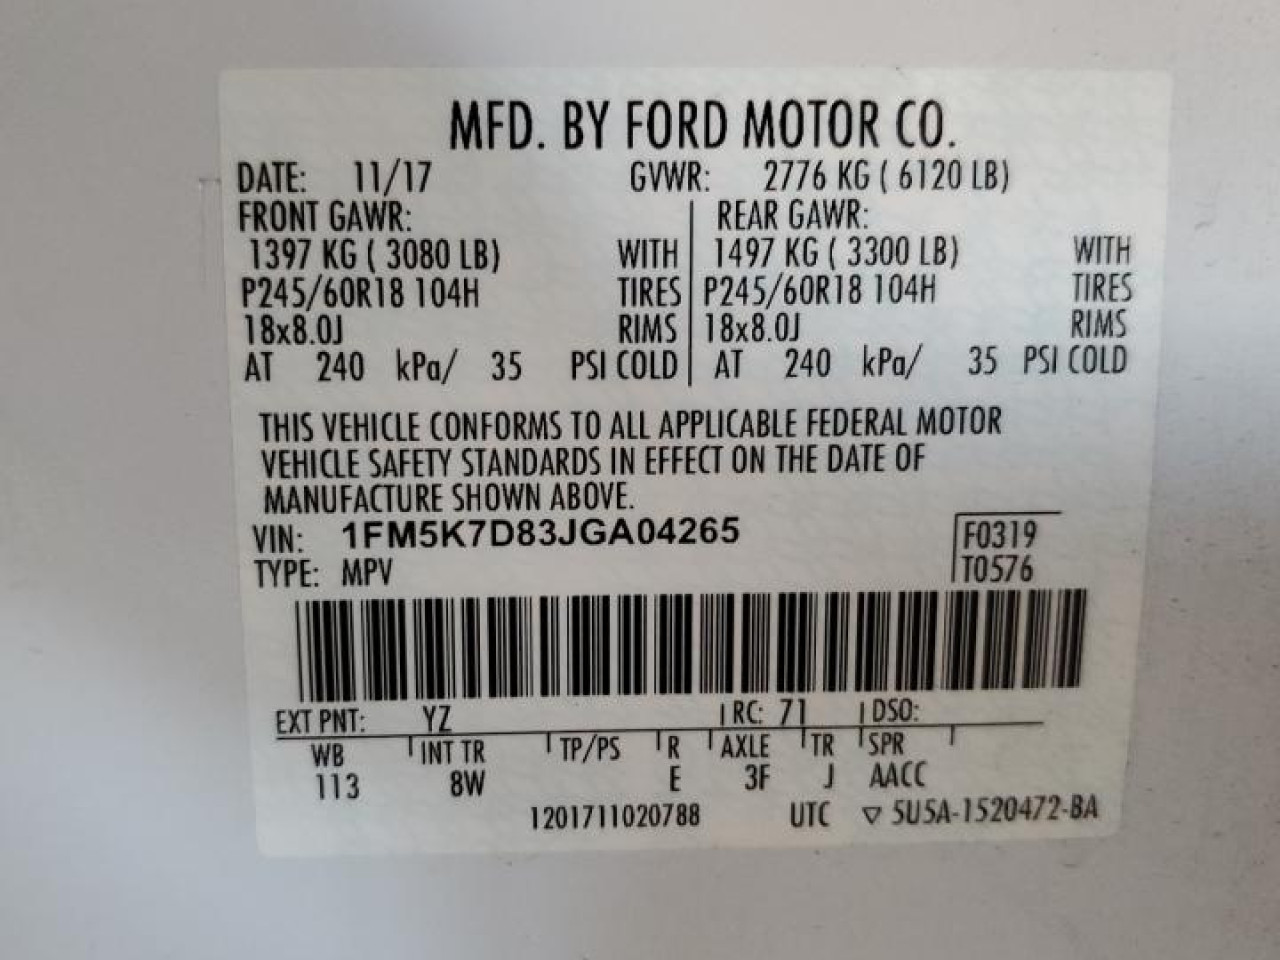 MFD. BY FORD MOTOR CO.
DATE: 11/17 GVWR: 2776 KG ( 6120 LB)
FRONT GAWR: REAR GAWR:
1397 KG ( 3080 LB) WITH 1497 KG ( 3300 LB) WITH
P245/60R18 104H TIRES P245/60R18 104H TIRES
18x8.0J RIMS 18x8.0J RIMS
AT 240 kPa/ 35 PSI COLD AT 240 kPa/ 35 PSI COLD
THIS VEHICLE CONFORMS TO ALL APPLICABLE FEDERAL MOTOR
VEHICLE SAFETY STANDARDS IN EFFECT ON THE DATE OF
MANUFACTURE SHOWN ABOVE.
VIN: 1FM5K7D83JGA04265 F0319
TYPE: MPV T0576
EXT PNT: YZ RC: 71 DSO:
WB INT TR TP/PS R AXLE TR SPR
113 8W E 3F J AACC
1201711020788 UTC ▽ 5U5A-1520472-BA